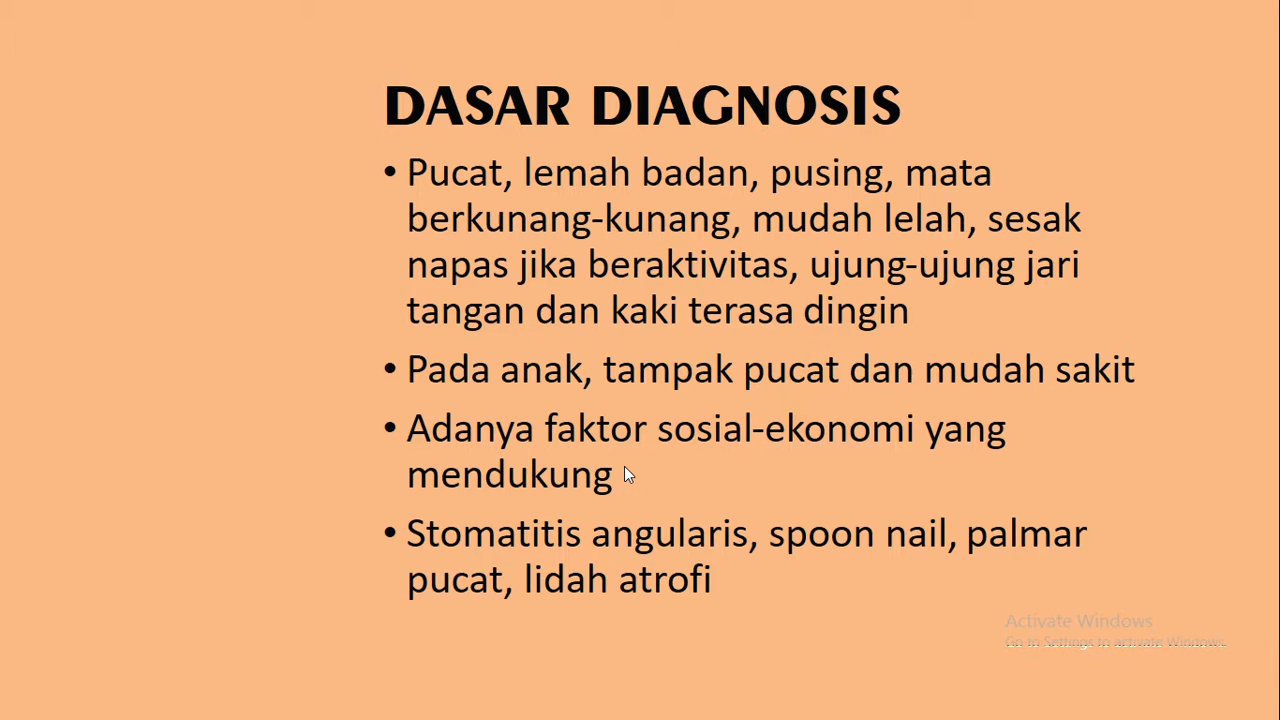 DASAR DIAGNOSIS
• Pucat, lemah badan, pusing, mata
berkunang-kunang, mudah lelah, sesak
napas jika beraktivitas, ujung-ujung jari
tangan dan kaki terasa dingin
• Pada anak, tampak pucat dan mudah sakit
• Adanya faktor sosial-ekonomi yang
mendukung
• Stomatitis angularis, spoon nail, palmar
pucat, lidah atrofi
Activate Windows
Go to Settings to activate Windows.